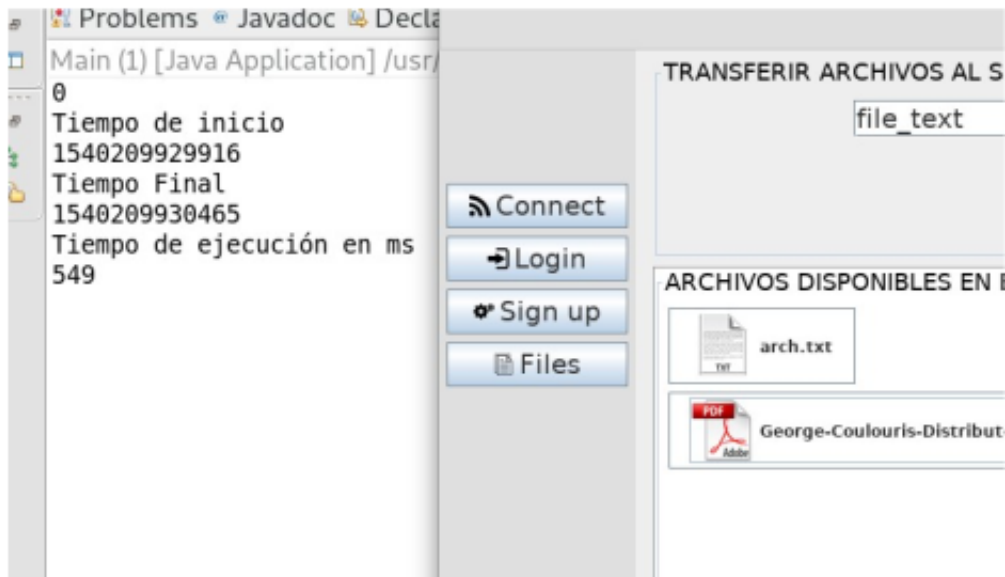 Problems Javadoc Decla
Main (1) [Java Application] /usr/
0
Tiempo de inicio
1540209929916
Tiempo Final
1540209930465
Tiempo de ejecución en ms
549
Connect
Login
Sign up
Files
TRANSFERIR ARCHIVOS AL S
file_text
ARCHIVOS DISPONIBLES EN E
TXT
arch.txt
PDF
Adobe
George-Coulouris-Distribut